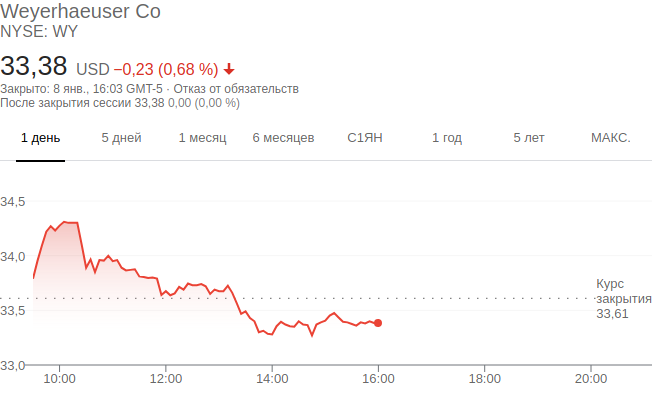 Weyerhaeuser Co
NYSE: WY
33,38 USD −0,23 (0,68 %)
Закрыто: 8 янв., 16:03 GMT-5 · Отказ от обязательств
После закрытия сессии 33,38 0,00 (0,00 %)
1 день 5 дней 1 месяц 6 месяцев С1ЯН 1 год 5 лет МАКС.
34,5
34,0
Курс
закрытия
33,61
33,5
33,0
10:00 12:00 14:00 16:00 18:00 20:00